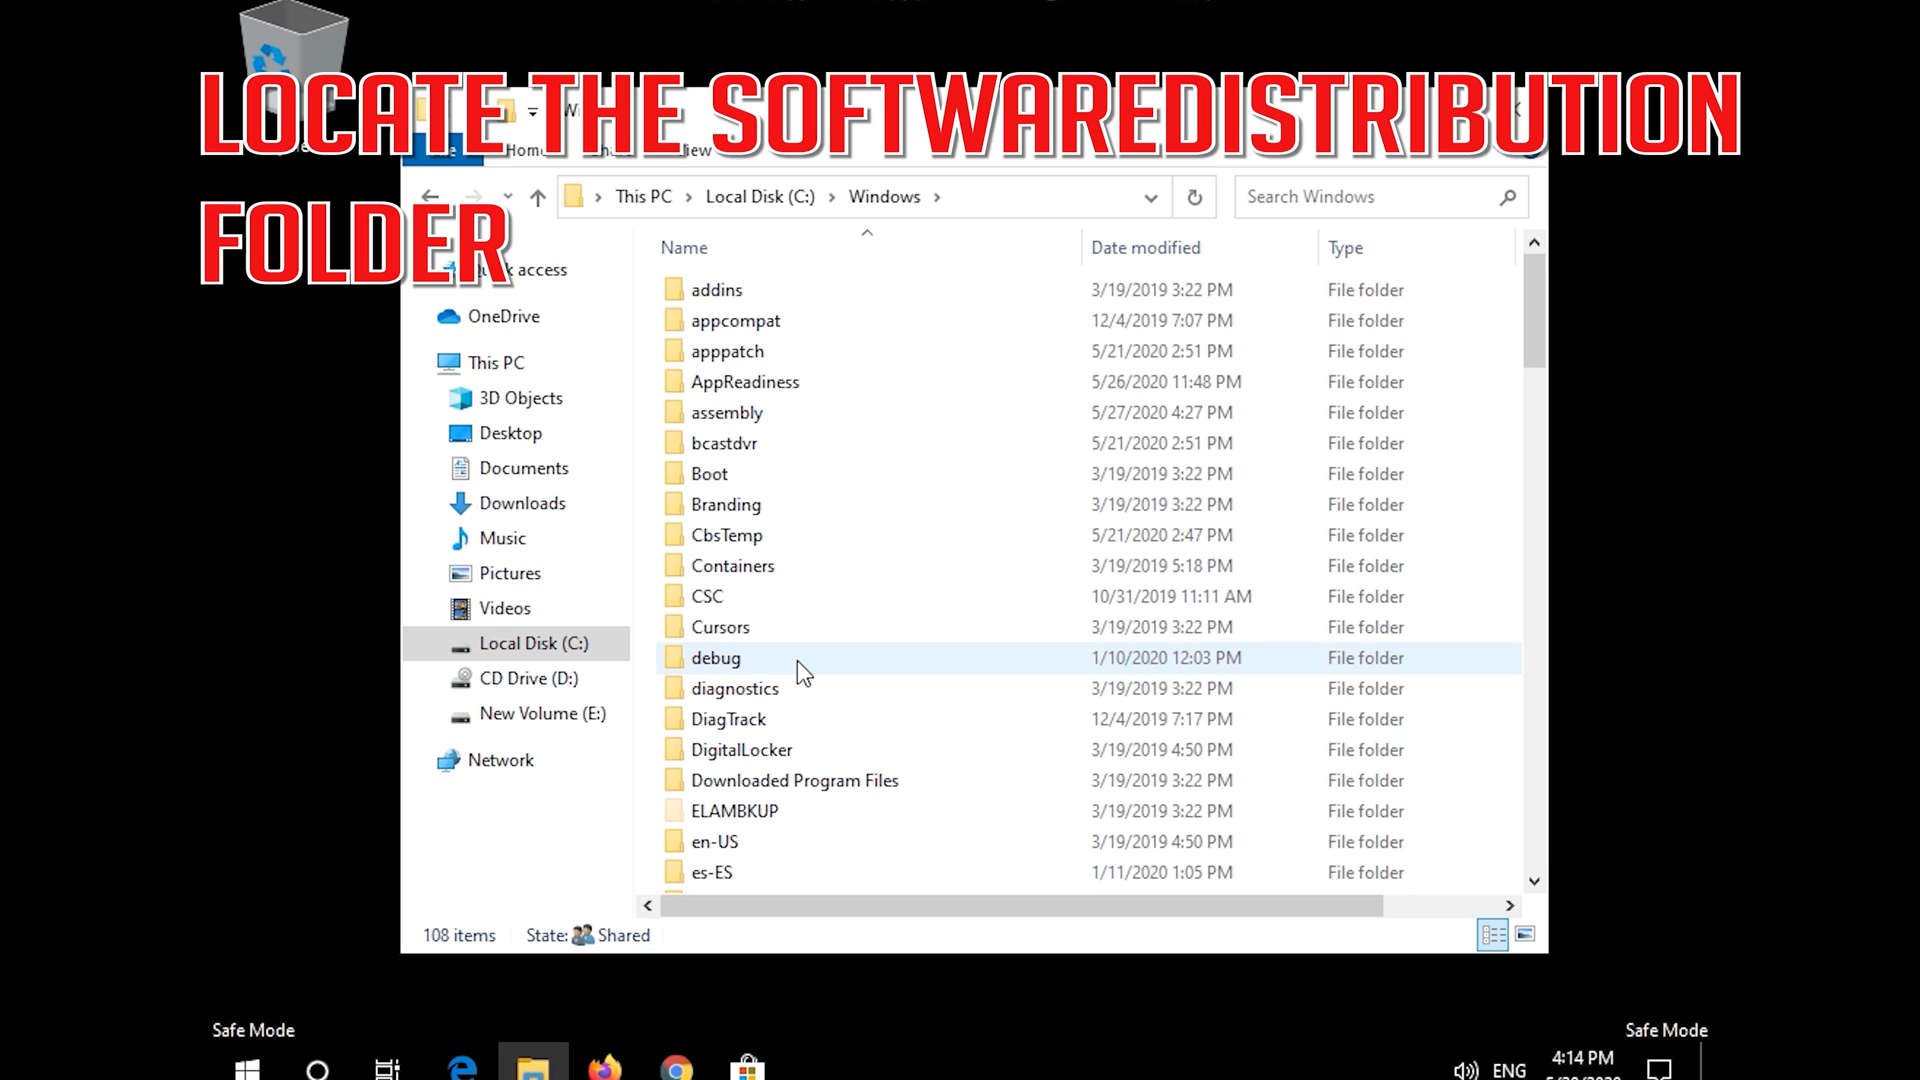 LOCATE THE SOFTWAREDISTRIBUTION
FOLDER
Home View
This PC Local Disk (C:) Windows
Search Windows
Name Date modified Type
Quick access
OneDrive
This PC
3D Objects
Desktop
Documents
Downloads
Music
Pictures
Videos
Local Disk (C:)
CD Drive (D:)
New Volume (E:)
Network
addins 3/19/2019 3:22 PM File folder
appcompat 12/4/2019 7:07 PM File folder
apppatch 5/21/2020 2:51 PM File folder
AppReadiness 5/26/2020 11:48 PM File folder
assembly 5/27/2020 4:27 PM File folder
bcastdvr 5/21/2020 2:51 PM File folder
Boot 3/19/2019 3:22 PM File folder
Branding 3/19/2019 3:22 PM File folder
CbsTemp 5/21/2020 2:47 PM File folder
Containers 3/19/2019 5:18 PM File folder
CSC 10/31/2019 11:11 AM File folder
Cursors 3/19/2019 3:22 PM File folder
debug 1/10/2020 12:03 PM File folder
diagnostics 3/19/2019 3:22 PM File folder
DiagTrack 12/4/2019 7:17 PM File folder
DigitalLocker 3/19/2019 4:50 PM File folder
Downloaded Program Files 3/19/2019 3:22 PM File folder
ELAMBKUP 3/19/2019 3:22 PM File folder
en-US 3/19/2019 4:50 PM File folder
es-ES 1/11/2020 1:05 PM File folder
108 items State: Shared
Safe Mode Safe Mode
ENG 4:14 PM